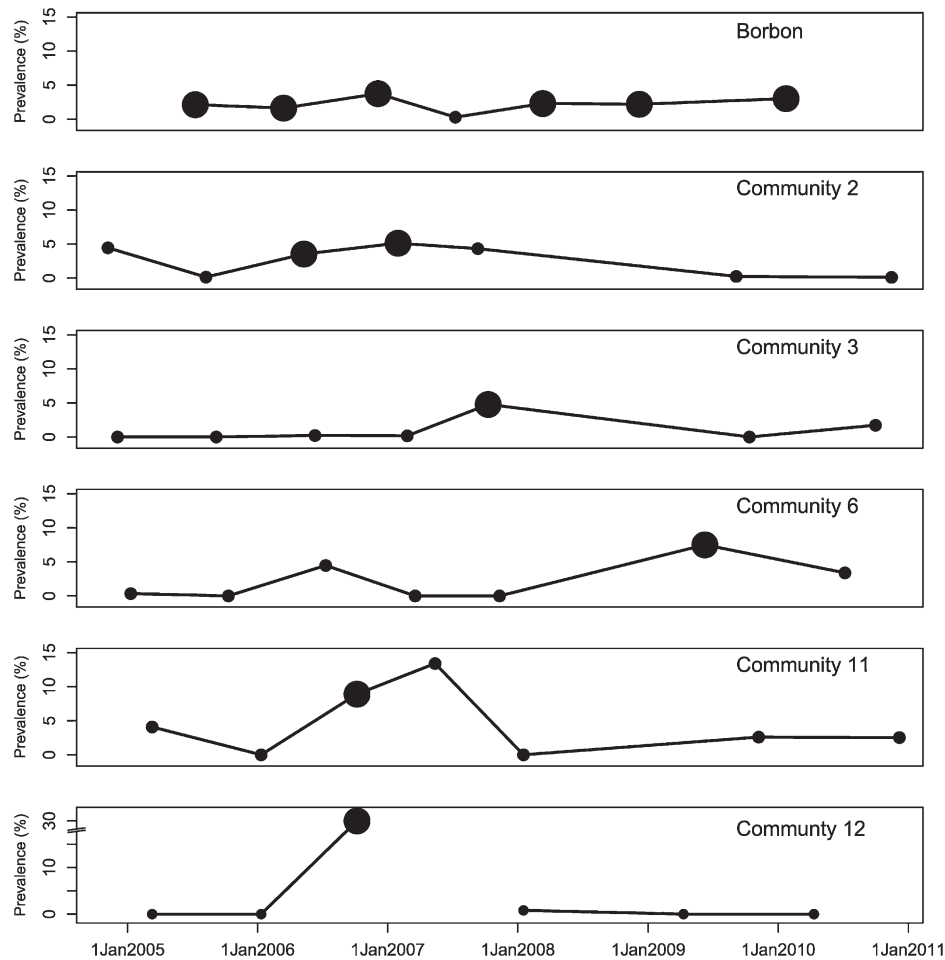 Prevalence (%)
15
10
5
0
Borbon
Prevalence (%)
15
10
5
0
Community 2
Prevalence (%)
15
10
5
0
Community 3
Prevalence (%)
15
10
5
0
Community 6
Prevalence (%)
15
10
5
0
Community 11
Prevalence (%)
30
10
0
Communty 12
1Jan2005 1Jan2006 1Jan2007 1Jan2008 1Jan2009 1Jan2010 1Jan2011